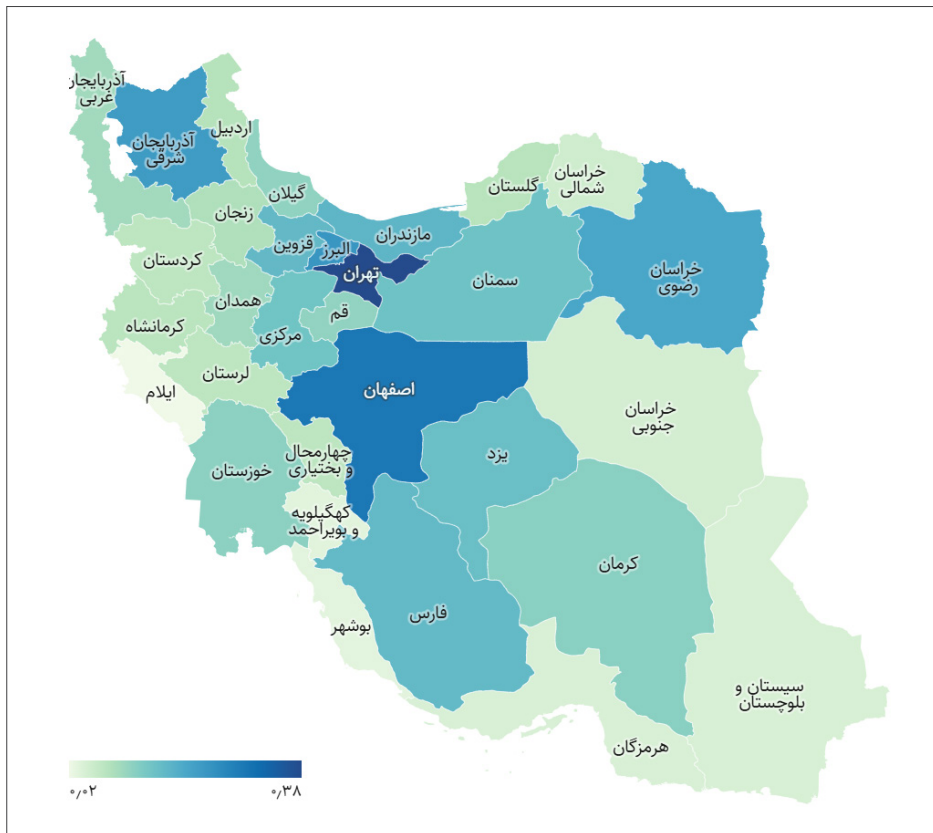 آذربایجان
غربی
آذربایجان
شرقی
اردبیل
گیلان
زنجان
کردستان
کرمانشاه
همدان
قزوین
البرز
تهران
مازندران
گلستان
خراسان
شمالی
خراسان
رضوی
سمنان
قم
مرکزی
لرستان
ایلام
اصفهان
خراسان
جنوبی
یزد
خوزستان
چهارمحال
و بختیاری
کهگیلویه
و بویراحمد
کرمان
فارس
بوشهر
سیستان و
بلوچستان
هرمزگان
۰٫۰۲
۰٫۳۸